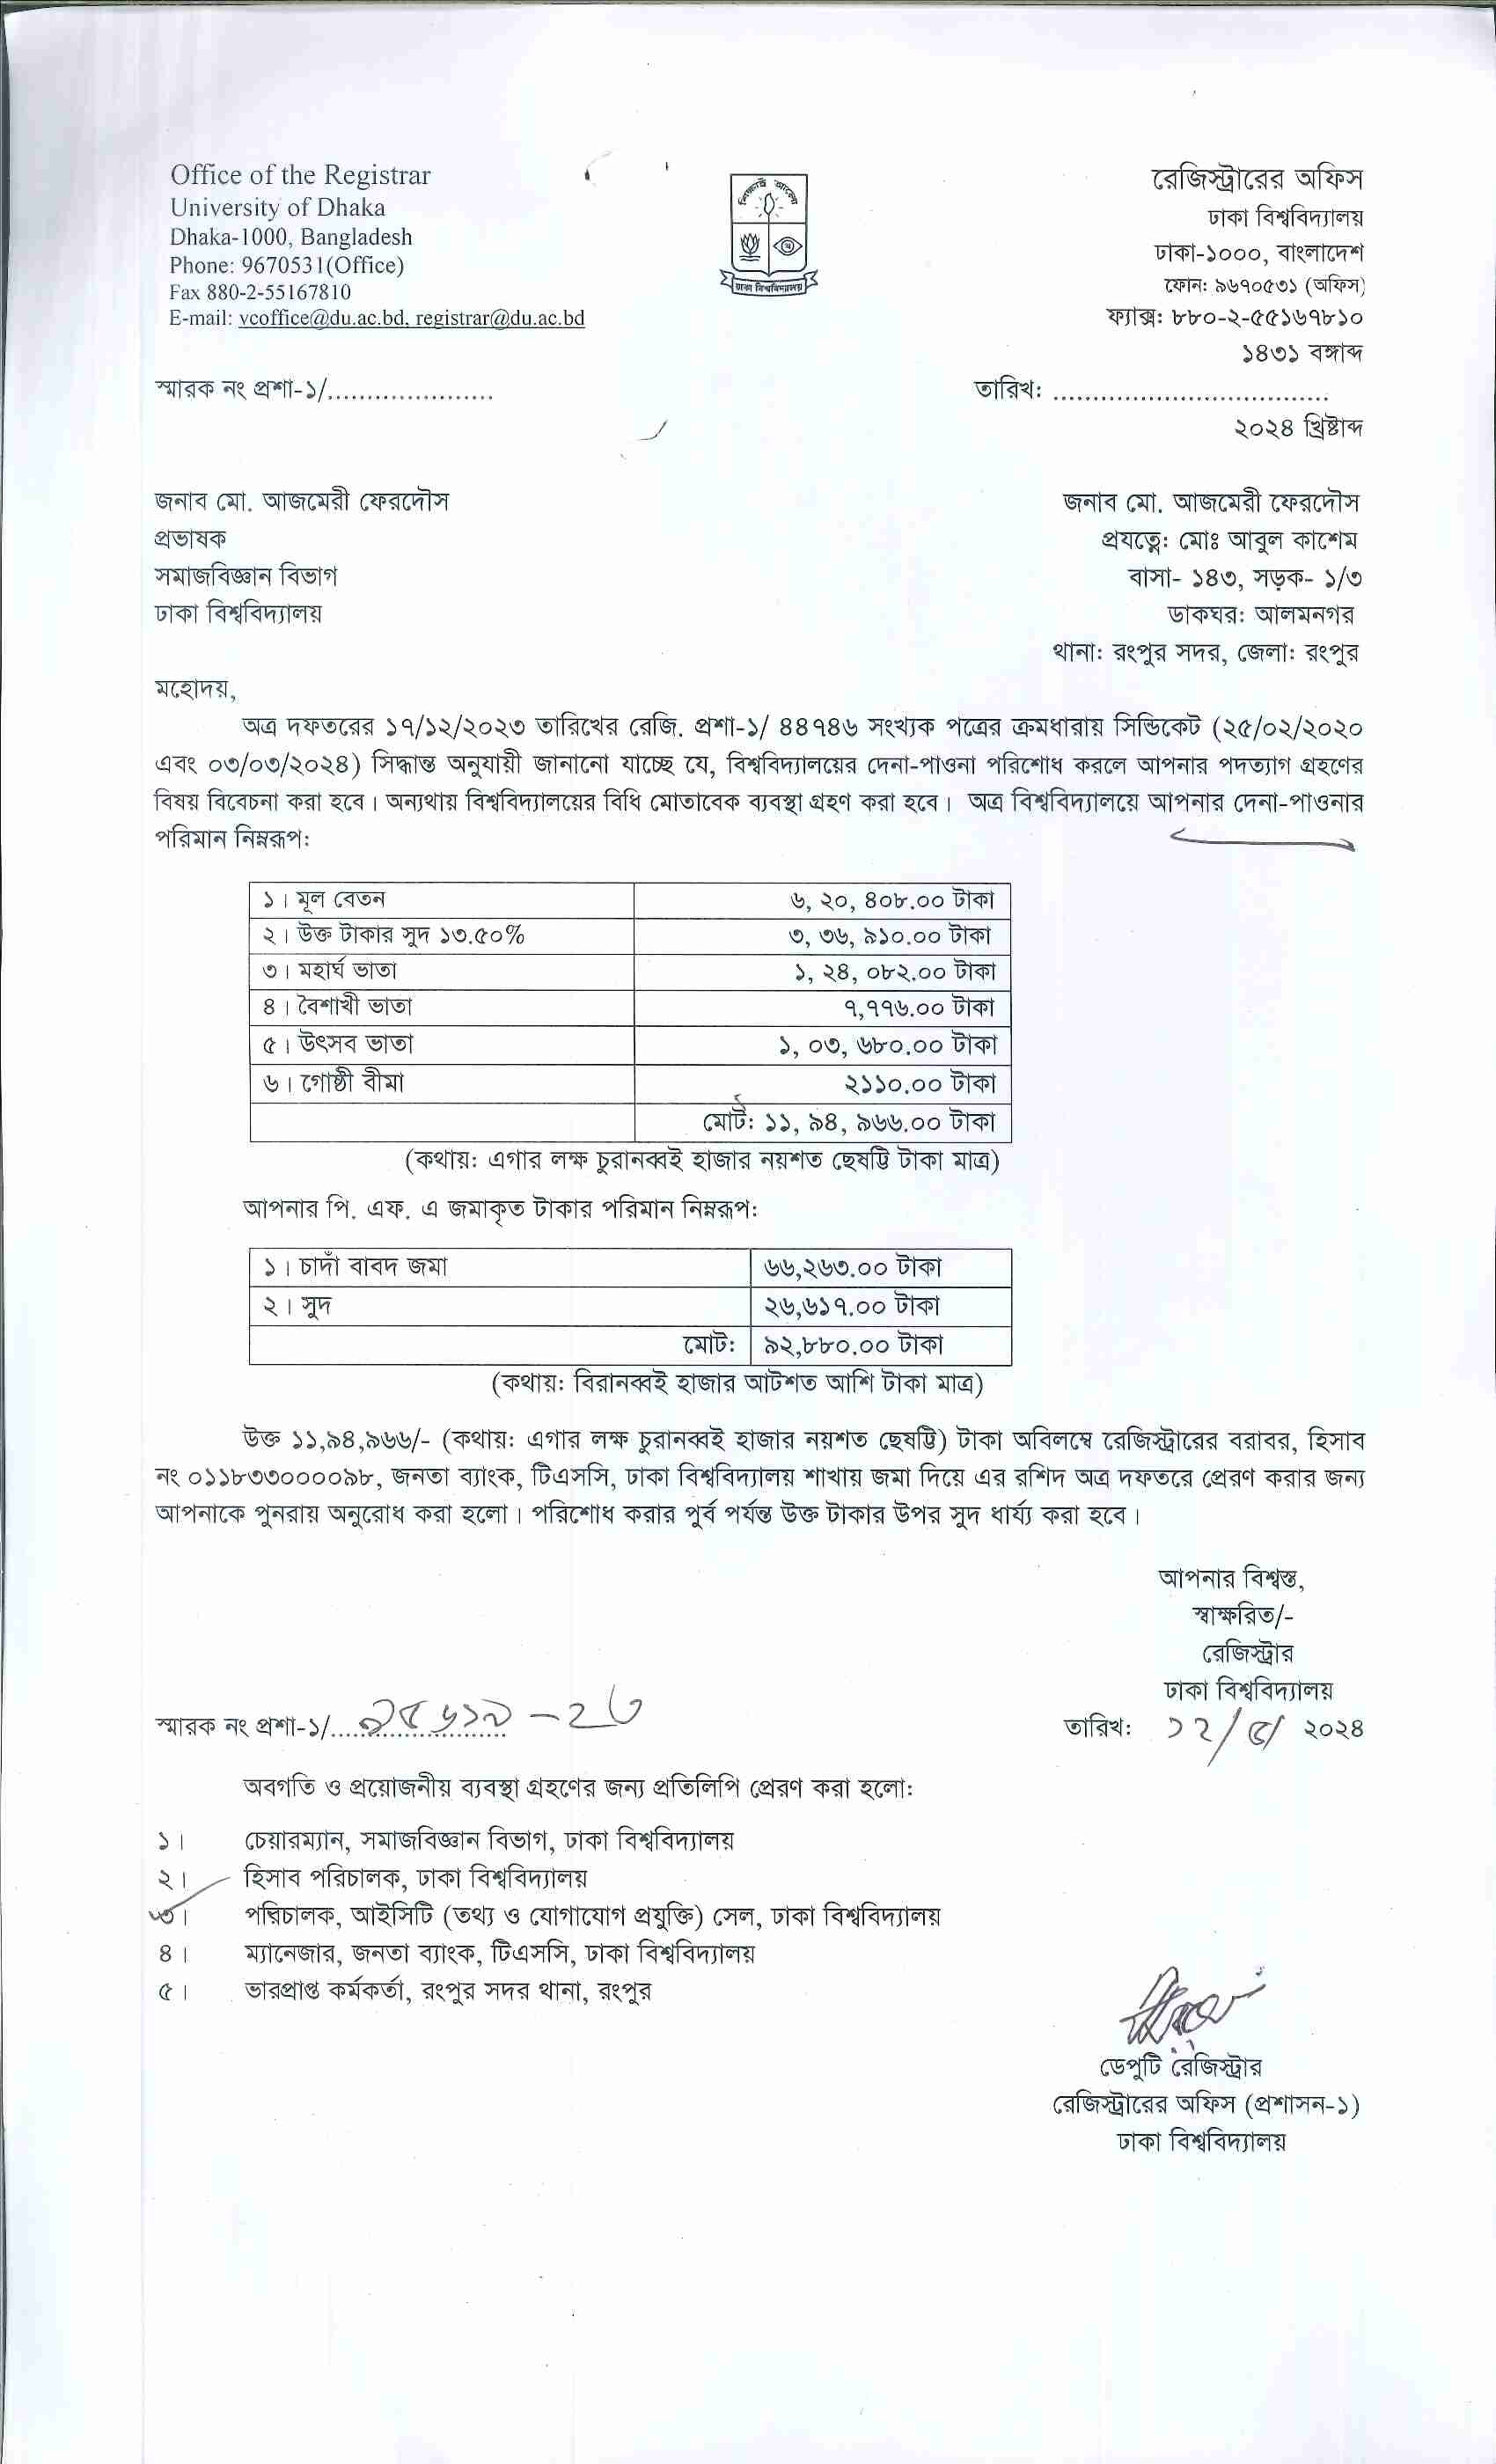 Office of the Registrar
University of Dhaka
Dhaka-1000, Bangladesh
Phone: 9670531(Office)
Fax 880-2-55167810
E-mail: vcoffice@du.ac.bd, registrar@du.ac.bd
শিক্ষাই আলো
ঢাকা বিশ্ববিদ্যালয়
রেজিস্ট্রারের অফিস
ঢাকা বিশ্ববিদ্যালয়
ঢাকা-১০০০, বাংলাদেশ
ফোন: ৯৬৭০৫৩১ (অফিস)
ফ্যাক্স: ৮৮০-২-৫৫১৬৭৮১০
১৪৩১ বঙ্গাব্দ
স্মারক নং প্রশা-১/.....................
তারিখ: ...................................
২০২৪ খ্রিষ্টাব্দ
জনাব মো. আজমেরী ফেরদৌস
প্রভাষক
সমাজবিজ্ঞান বিভাগ
ঢাকা বিশ্ববিদ্যালয়
জনাব মো. আজমেরী ফেরদৌস
প্রযত্নে: মোঃ আবুল কাশেম
বাসা- ১৪৩, সড়ক- ১/৩
ডাকঘর: আলমনগর
থানা: রংপুর সদর, জেলা: রংপুর
মহোদয়,
অত্র দফতরের ১৭/১২/২০২৩ তারিখের রেজি. প্রশা-১/ ৪৪৭৪৬ সংখ্যক পত্রের ক্রমধারায় সিন্ডিকেট (২৫/০২/২০২০
এবং ০৩/০৩/২০২৪) সিদ্ধান্ত অনুযায়ী জানানো যাচ্ছে যে, বিশ্ববিদ্যালয়ের দেনা-পাওনা পরিশোধ করলে আপনার পদত্যাগ গ্রহণের
বিষয় বিবেচনা করা হবে। অন্যথায় বিশ্ববিদ্যালয়ের বিধি মোতাবেক ব্যবস্থা গ্রহণ করা হবে। অত্র বিশ্ববিদ্যালয়ে আপনার দেনা-পাওনার
পরিমান নিম্নরূপ:
১। মূল বেতন ৬, ২০, ৪০৮.০০ টাকা
২। উক্ত টাকার সুদ ১৩.৫০% ৩, ৩৬, ৯১০.০০ টাকা
৩। মহার্ঘ ভাতা ১, ২৪, ০৮২.০০ টাকা
৪। বৈশাখী ভাতা ৭,৭৭৬.০০ টাকা
৫। উৎসব ভাতা ১, ০৩, ৬৮০.০০ টাকা
৬। গোষ্ঠী বীমা ২১১০.০০ টাকা
মোট: ১১, ৯৪, ৯৬৬.০০ টাকা
(কথায়: এগার লক্ষ চুরানব্বই হাজার নয়শত ছেষট্টি টাকা মাত্র)
আপনার পি. এফ. এ জমাকৃত টাকার পরিমান নিম্নরূপ:
১। চাদাঁ বাবদ জমা ৬৬,২৬৩.০০ টাকা
২। সুদ ২৬,৬১৭.০০ টাকা
মোট: ৯২,৮৮০.০০ টাকা
(কথায়: বিরানব্বই হাজার আটশত আশি টাকা মাত্র)
উক্ত ১১,৯৪,৯৬৬/- (কথায়: এগার লক্ষ চুরানব্বই হাজার নয়শত ছেষট্টি) টাকা অবিলম্বে রেজিস্ট্রারের বরাবর, হিসাব
নং ০১১৮৩৩০০০০৯৮, জনতা ব্যাংক, টিএসসি, ঢাকা বিশ্ববিদ্যালয় শাখায় জমা দিয়ে এর রশিদ অত্র দফতরে প্রেরণ করার জন্য
আপনাকে পুনরায় অনুরোধ করা হলো। পরিশোধ করার পূর্ব পর্যন্ত উক্ত টাকার উপর সুদ ধার্য্য করা হবে।
আপনার বিশ্বস্ত,
স্বাক্ষরিত/-
রেজিস্ট্রার
ঢাকা বিশ্ববিদ্যালয়
স্মারক নং প্রশা-১/.....................
তারিখ: ১২/৫/ ২০২৪
অবগতি ও প্রয়োজনীয় ব্যবস্থা গ্রহণের জন্য প্রতিলিপি প্রেরণ করা হলো:
১। চেয়ারম্যান, সমাজবিজ্ঞান বিভাগ, ঢাকা বিশ্ববিদ্যালয়
২। হিসাব পরিচালক, ঢাকা বিশ্ববিদ্যালয়
৩। পরিচালক, আইসিটি (তথ্য ও যোগাযোগ প্রযুক্তি) সেল, ঢাকা বিশ্ববিদ্যালয়
৪। ম্যানেজার, জনতা ব্যাংক, টিএসসি, ঢাকা বিশ্ববিদ্যালয়
৫। ভারপ্রাপ্ত কর্মকর্তা, রংপুর সদর থানা, রংপুর
ডেপুটি রেজিস্ট্রার
রেজিস্ট্রারের অফিস (প্রশাসন-১)
ঢাকা বিশ্ববিদ্যালয়